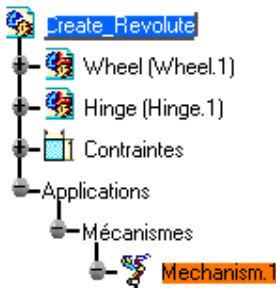 Create_Revolute
Wheel (Wheel.1)
Hinge (Hinge.1)
Contraintes
Applications
Mécanismes
Mechanism.1